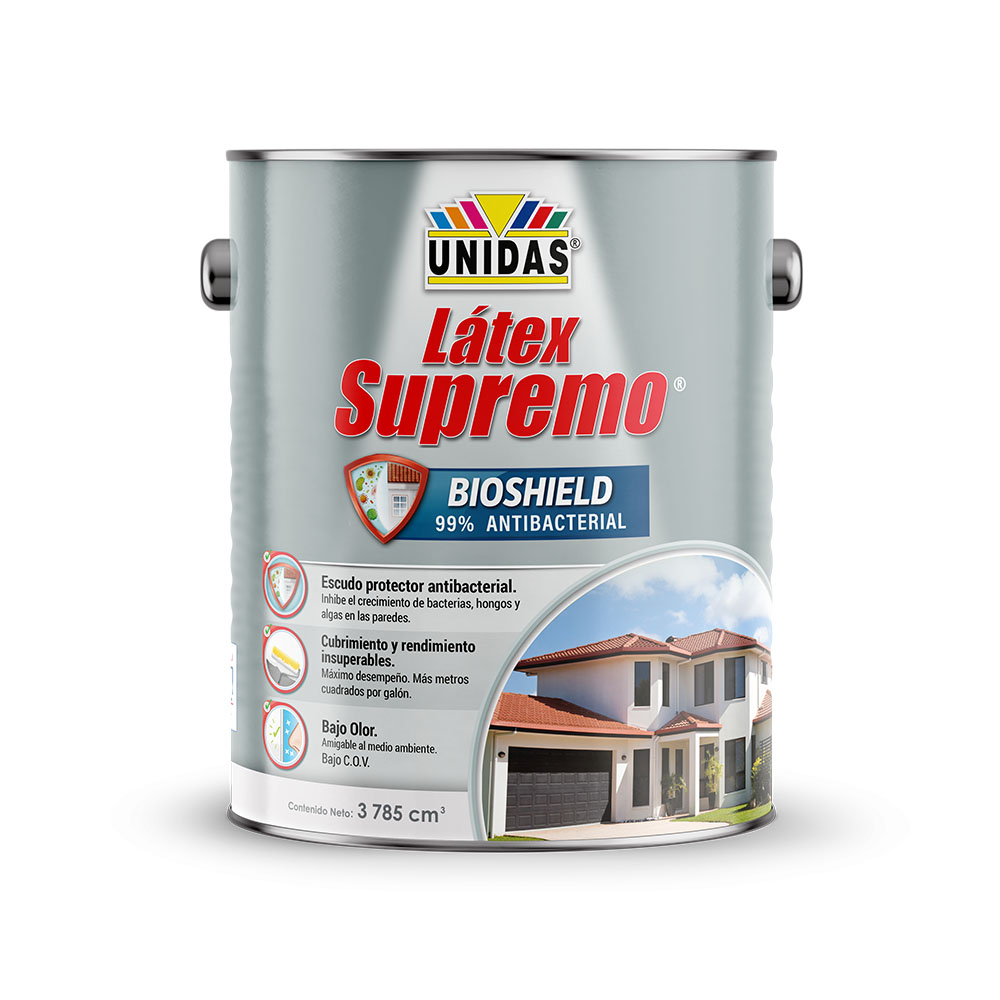 UNIDAS®
Látex
Supremo®
BIOSHIELD
99% ANTIBACTERIAL
Escudo protector antibacterial.
Inhibe el crecimiento de bacterias, hongos y
algas en las paredes.
Cubrimiento y rendimiento
insuperables.
Máximo desempeño. Más metros
cuadrados por galón.
Bajo Olor.
Amigable al medio ambiente.
Bajo C.O.V.
Contenido Neto: 3 785 cm³